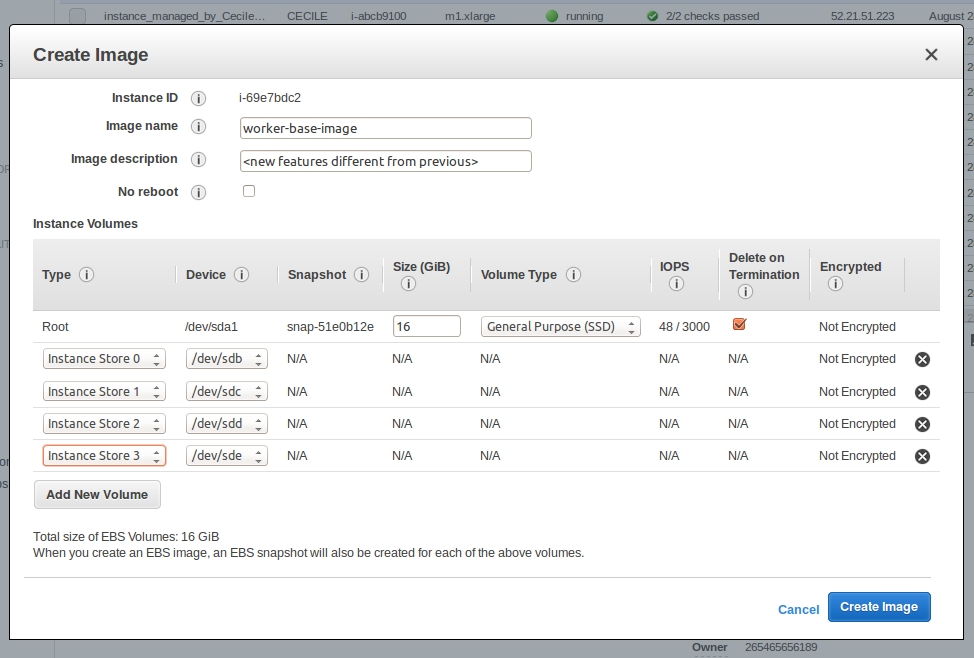 instance_managed_by_Cecile... CECILE i-abcb9100 m1.xlarge running 2/2 checks passed 52.21.51.223 August 2
Create Image
Instance ID i-69e7bdc2
Image name worker-base-image
Image description <new features different from previous>
No reboot
Instance Volumes
Type Device Snapshot Size (GiB) Volume Type IOPS Delete on Termination Encrypted
Root /dev/sda1 snap-51e0b12e 16 General Purpose (SSD) 48 / 3000 Not Encrypted
Instance Store 0 /dev/sdb N/A N/A N/A N/A N/A Not Encrypted
Instance Store 1 /dev/sdc N/A N/A N/A N/A N/A Not Encrypted
Instance Store 2 /dev/sdd N/A N/A N/A N/A N/A Not Encrypted
Instance Store 3 /dev/sde N/A N/A N/A N/A N/A Not Encrypted
Add New Volume
Total size of EBS Volumes: 16 GiB
When you create an EBS image, an EBS snapshot will also be created for each of the above volumes.
Cancel Create Image
Owner 265465656189